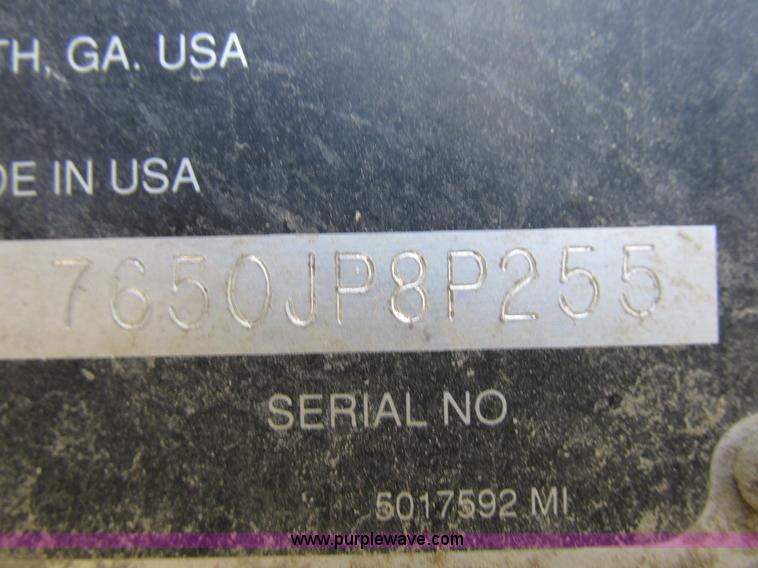 TH, GA. USA
DE IN USA
7650JP8P255
SERIAL NO.
5017592 MI
www.purplewave.com